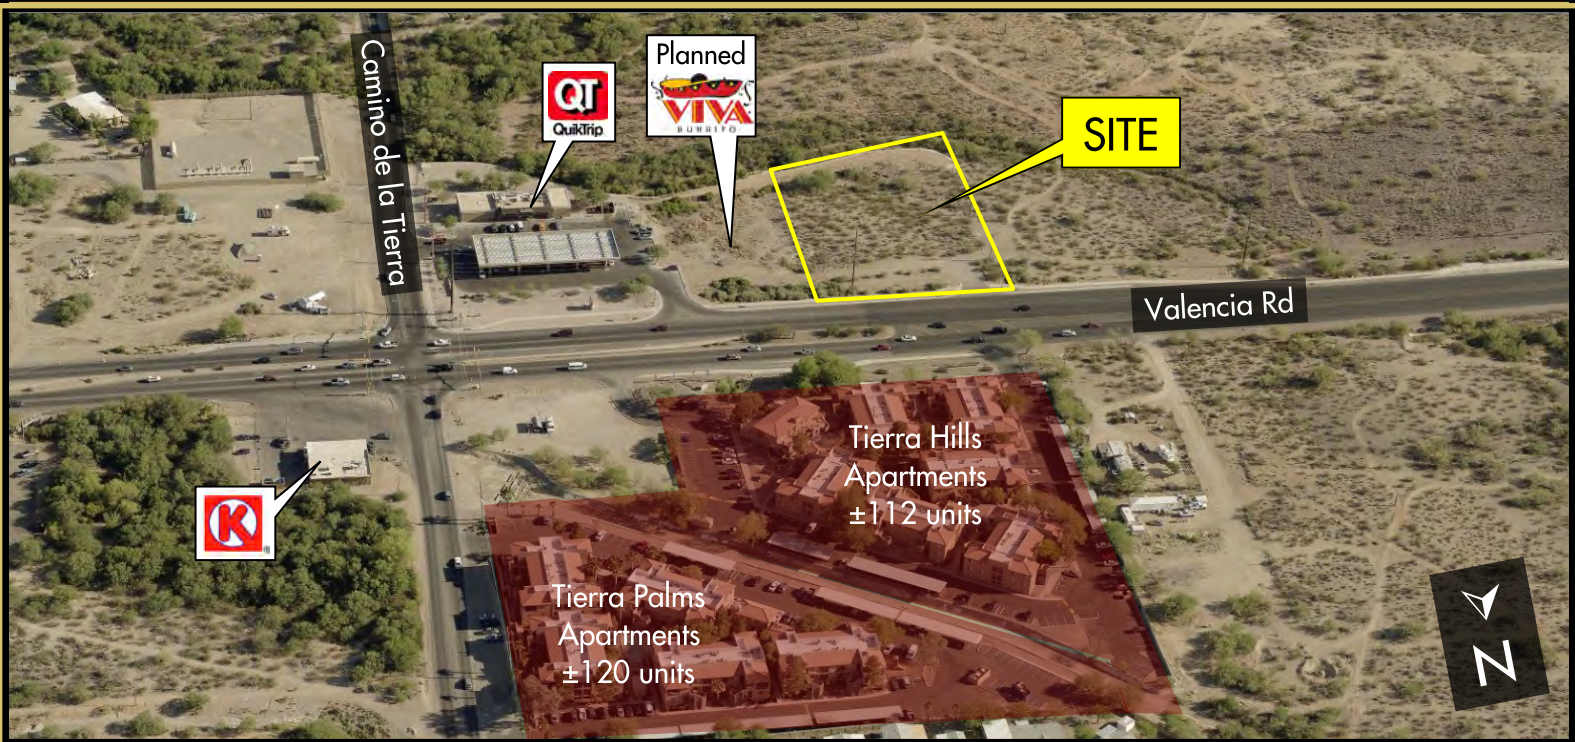 Camino de la Tierra
QT
QuikTrip
Planned
VIVA
BURRITO
SITE
Valencia Rd
K
Tierra Hills
Apartments
±112 units
Tierra Palms
Apartments
±120 units
N